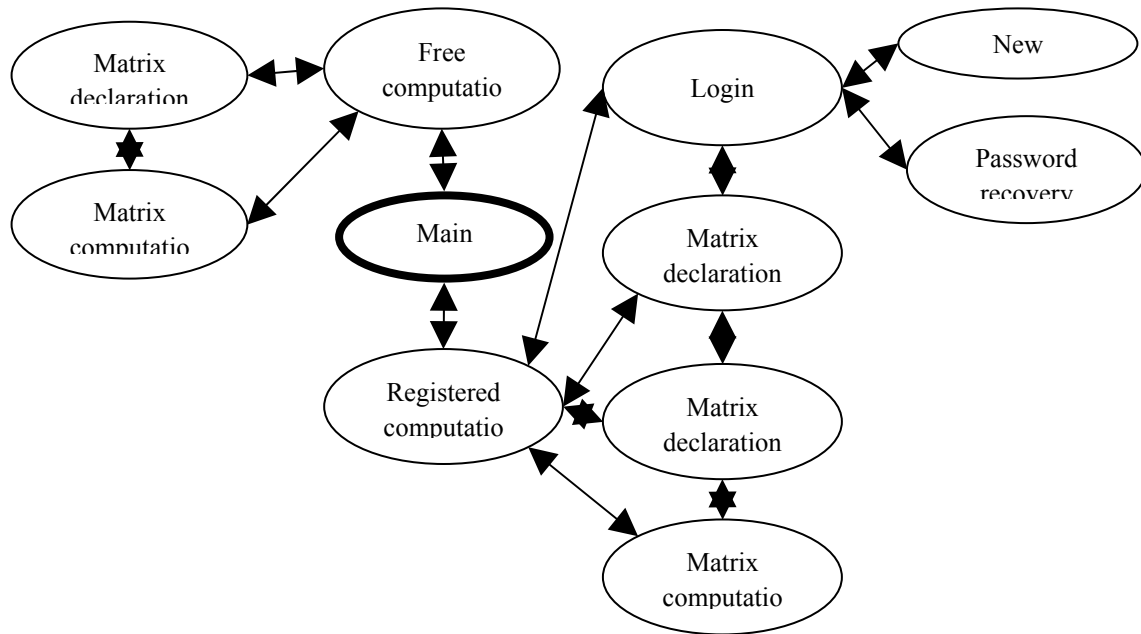 Matrix
declaration
Free
computatio
Login
New
Password
recovery
Matrix
computatio
Main
Matrix
declaration
Registered
computatio
Matrix
declaration
Matrix
computatio